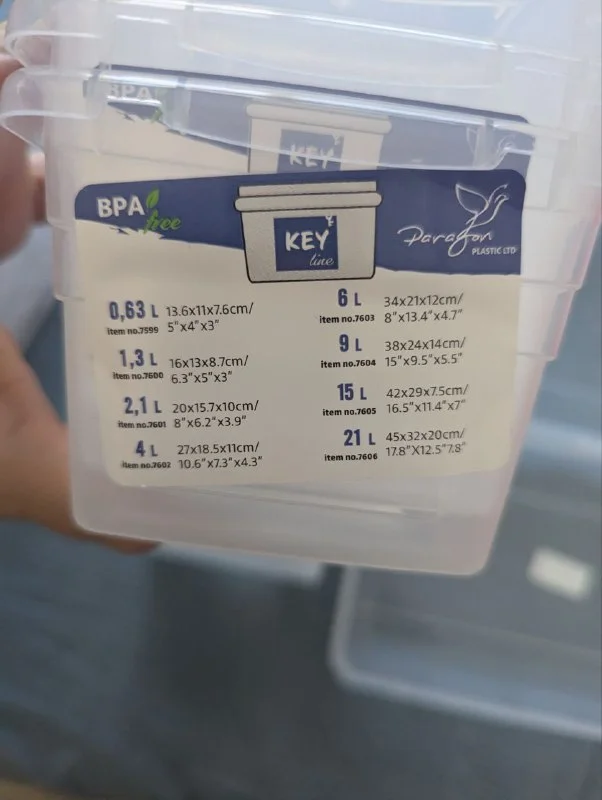 BPA
KEY
BPA free
KEY line
Paragon
PLASTIC LTD
0,63 L 13.6x11x7.6cm/
item no.7599 5"x4"x3"
1,3 L 16x13x8.7cm/
item no.7600 6.3"x5"x3"
2,1 L 20x15.7x10cm/
item no.7601 8"x6.2"x3.9"
4 L 27x18.5x11cm/
item no.7602 10.6"x7.3"x4.3"
6 L 34x21x12cm/
item no.7603 8"x13.4"x4.7"
9 L 38x24x14cm/
item no.7604 15"x9.5"x5.5"
15 L 42x29x7.5cm/
item no.7605 16.5"x11.4"x7"
21 L 45x32x20cm/
item no.7606 17.8"X12.5"7.8"